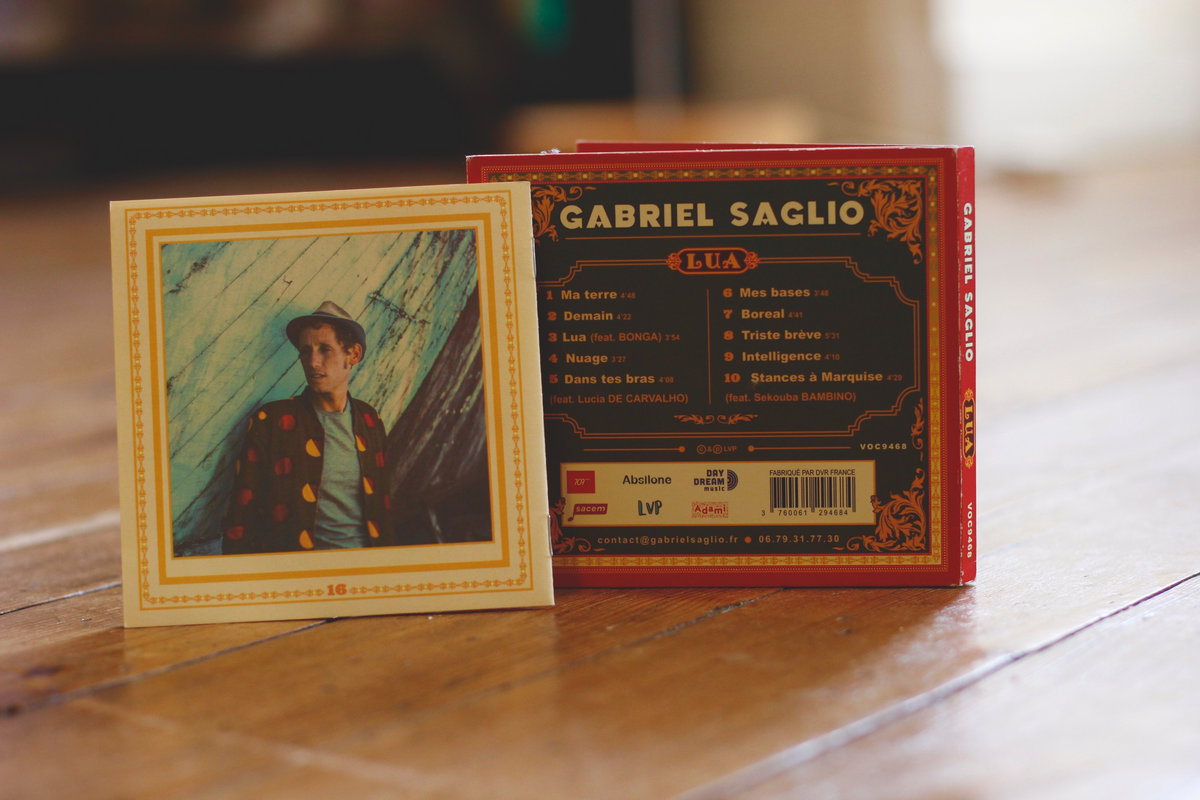 16
GABRIEL SAGLIO
LUA
1 Ma terre 4'48
2 Demain 4'22
3 Lua (feat. BONGA) 3'54
4 Nuage 3'27
5 Dans tes bras 4'08
(feat. Lucia DE CARVALHO)
6 Mes bases 3'48
7 Boreal 4'41
8 Triste brève 5'31
9 Intelligence 4'10
10 Stances à Marquise 4'29
(feat. Sekouba BAMBINO)
© & ℗ LVP
VOC9468
Absilone
DAY DREAM music
sacem
LVP
Adami
FABRIQUÉ PAR DVR FRANCE
3 760061 294684
contact@gabrielsaglio.fr ● 06.79.31.77.30
GABRIEL SAGLIO
LUA
VOC9468